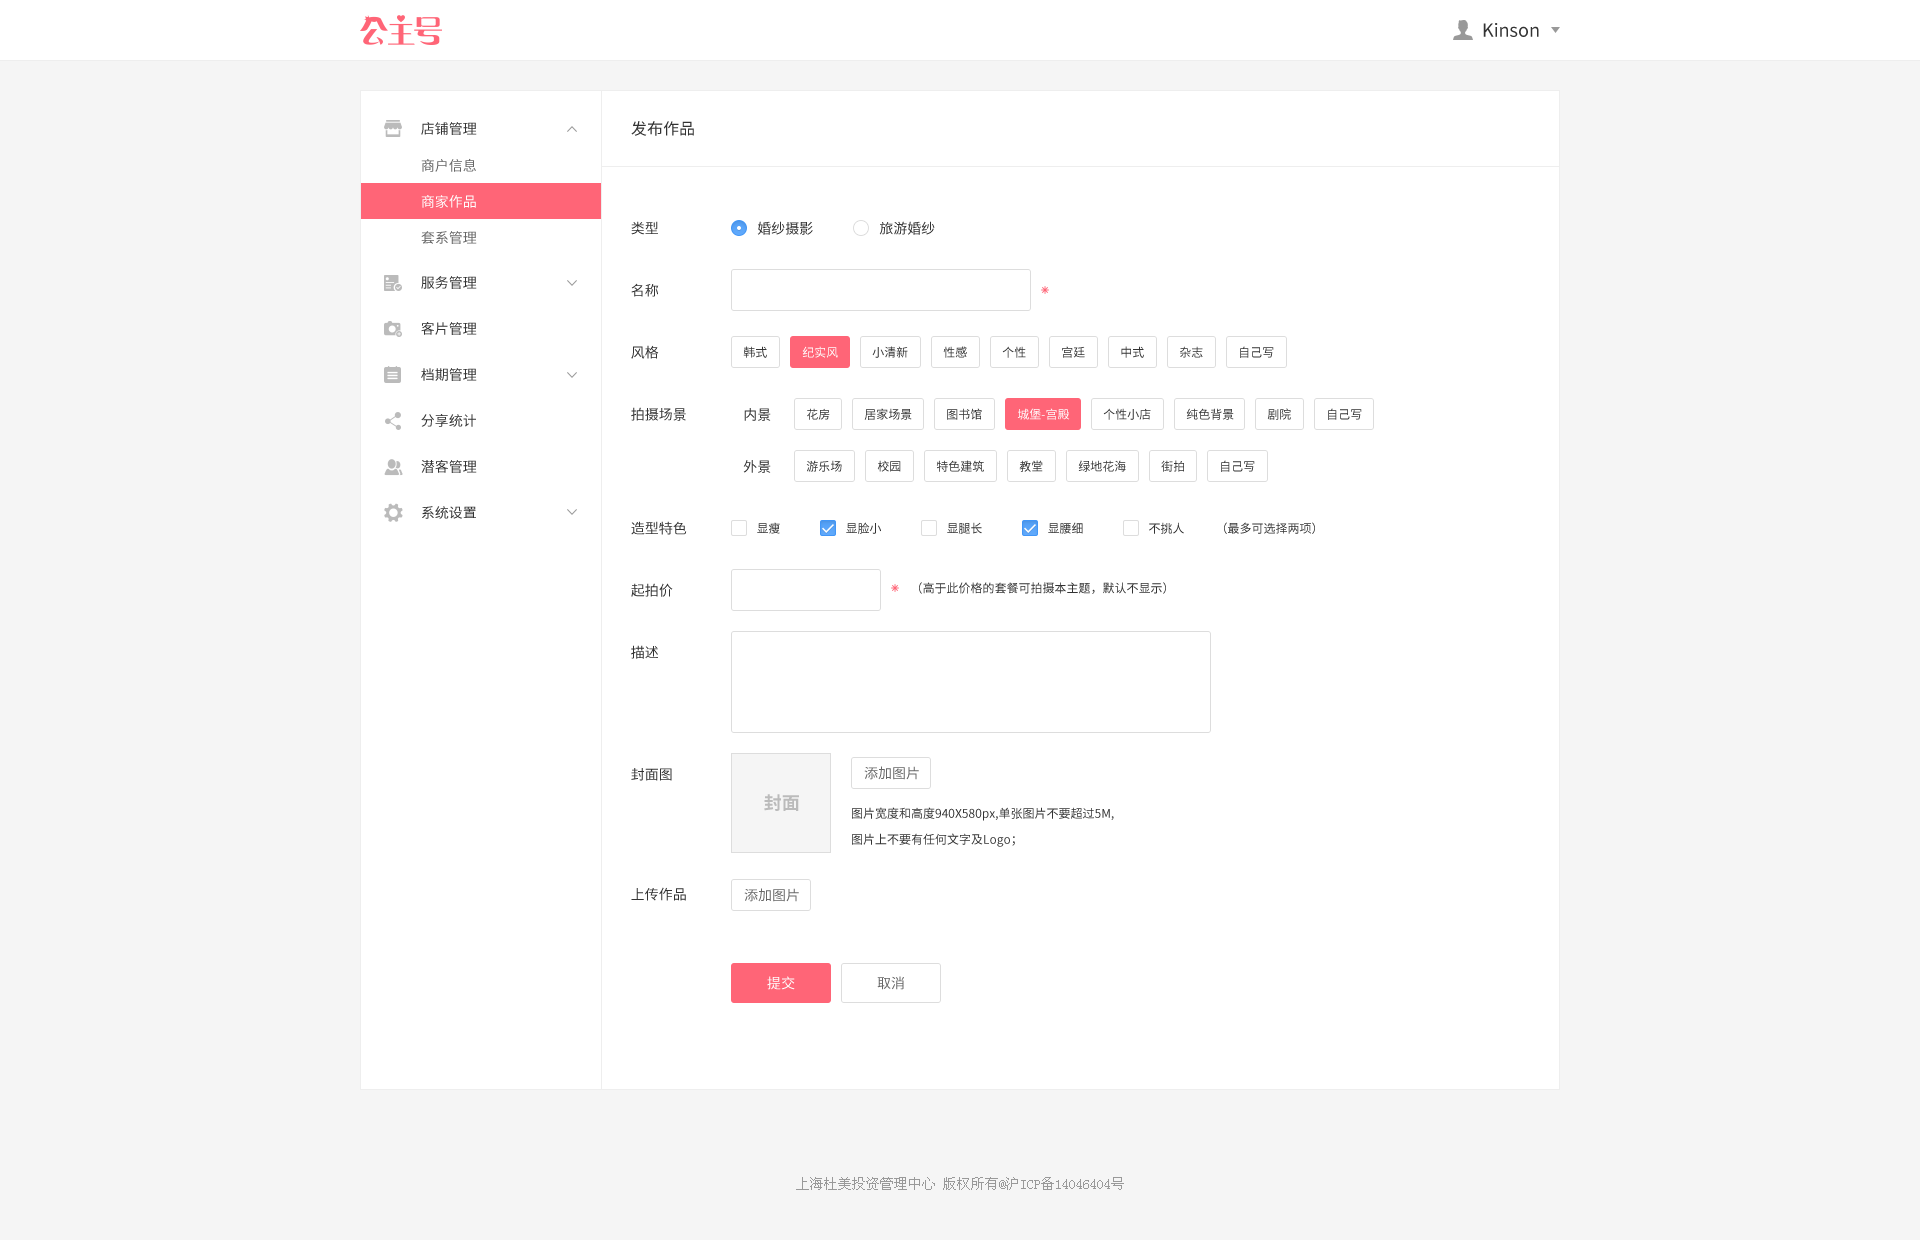 公主号
Kinson
店铺管理
商户信息
商家作品
套系管理
服务管理
客片管理
档期管理
分享统计
潜客管理
系统设置
发布作品
类型 婚纱摄影 旅游婚纱
名称 *
风格 韩式 纪实风 小清新 性感 个性 宫廷 中式 杂志 自己写
拍摄场景 内景 花房 居家场景 图书馆 城堡-宫殿 个性小店 纯色背景 剧院 自己写
外景 游乐场 校园 特色建筑 教堂 绿地花海 街拍 自己写
造型特色 显瘦 显脸小 显腿长 显腰细 不挑人 （最多可选择两项）
起拍价 * （高于此价格的套餐可拍摄本主题，默认不显示）
描述
封面图 封面 添加图片
图片宽度和高度940X580px,单张图片不要超过5M,
图片上不要有任何文字及Logo；
上传作品 添加图片
提交 取消
上海杜美投资管理中心 版权所有@沪ICP备14046404号